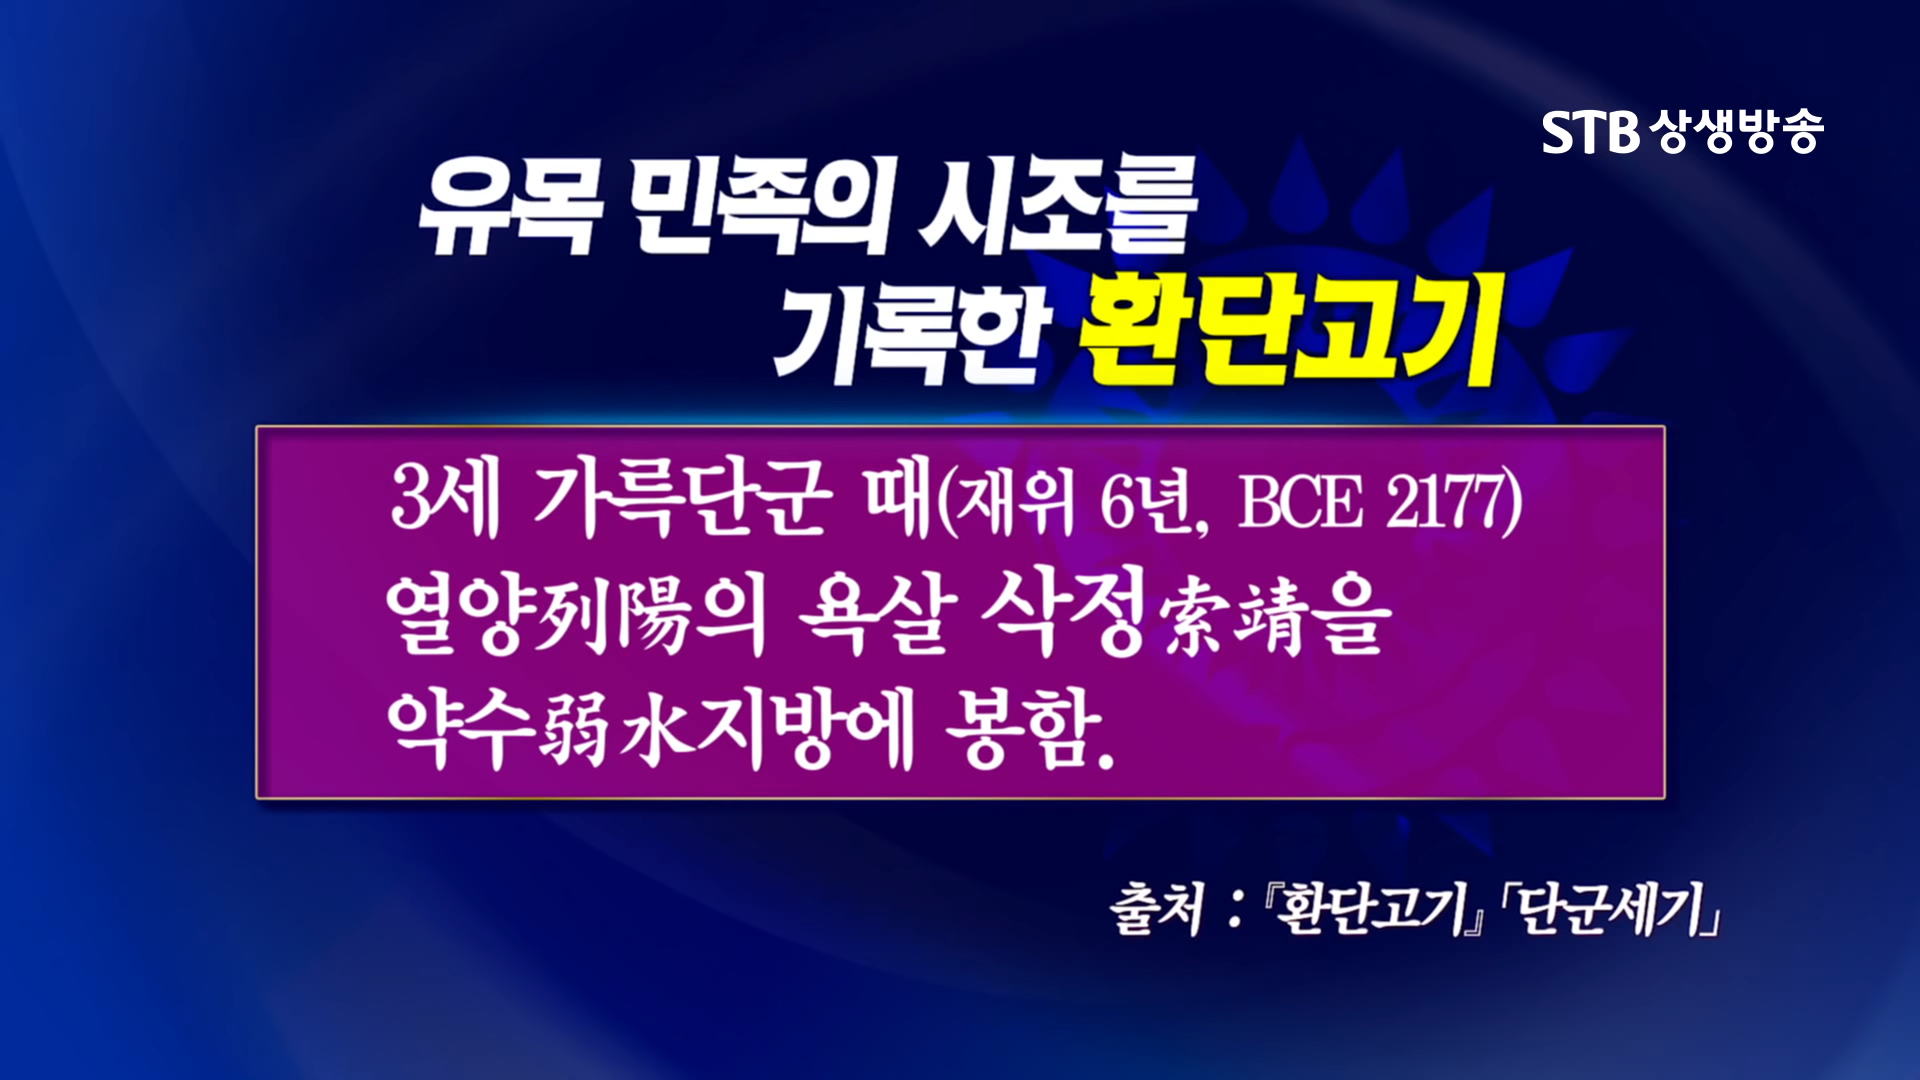 STB 상생방송
유목 민족의 시조를
기록한 환단고기
3세 가륵단군 때(재위 6년, BCE 2177)
열양列陽의 욕살 삭정索靖을
약수弱水지방에 봉함.
출처 : 『환단고기』 「단군세기」